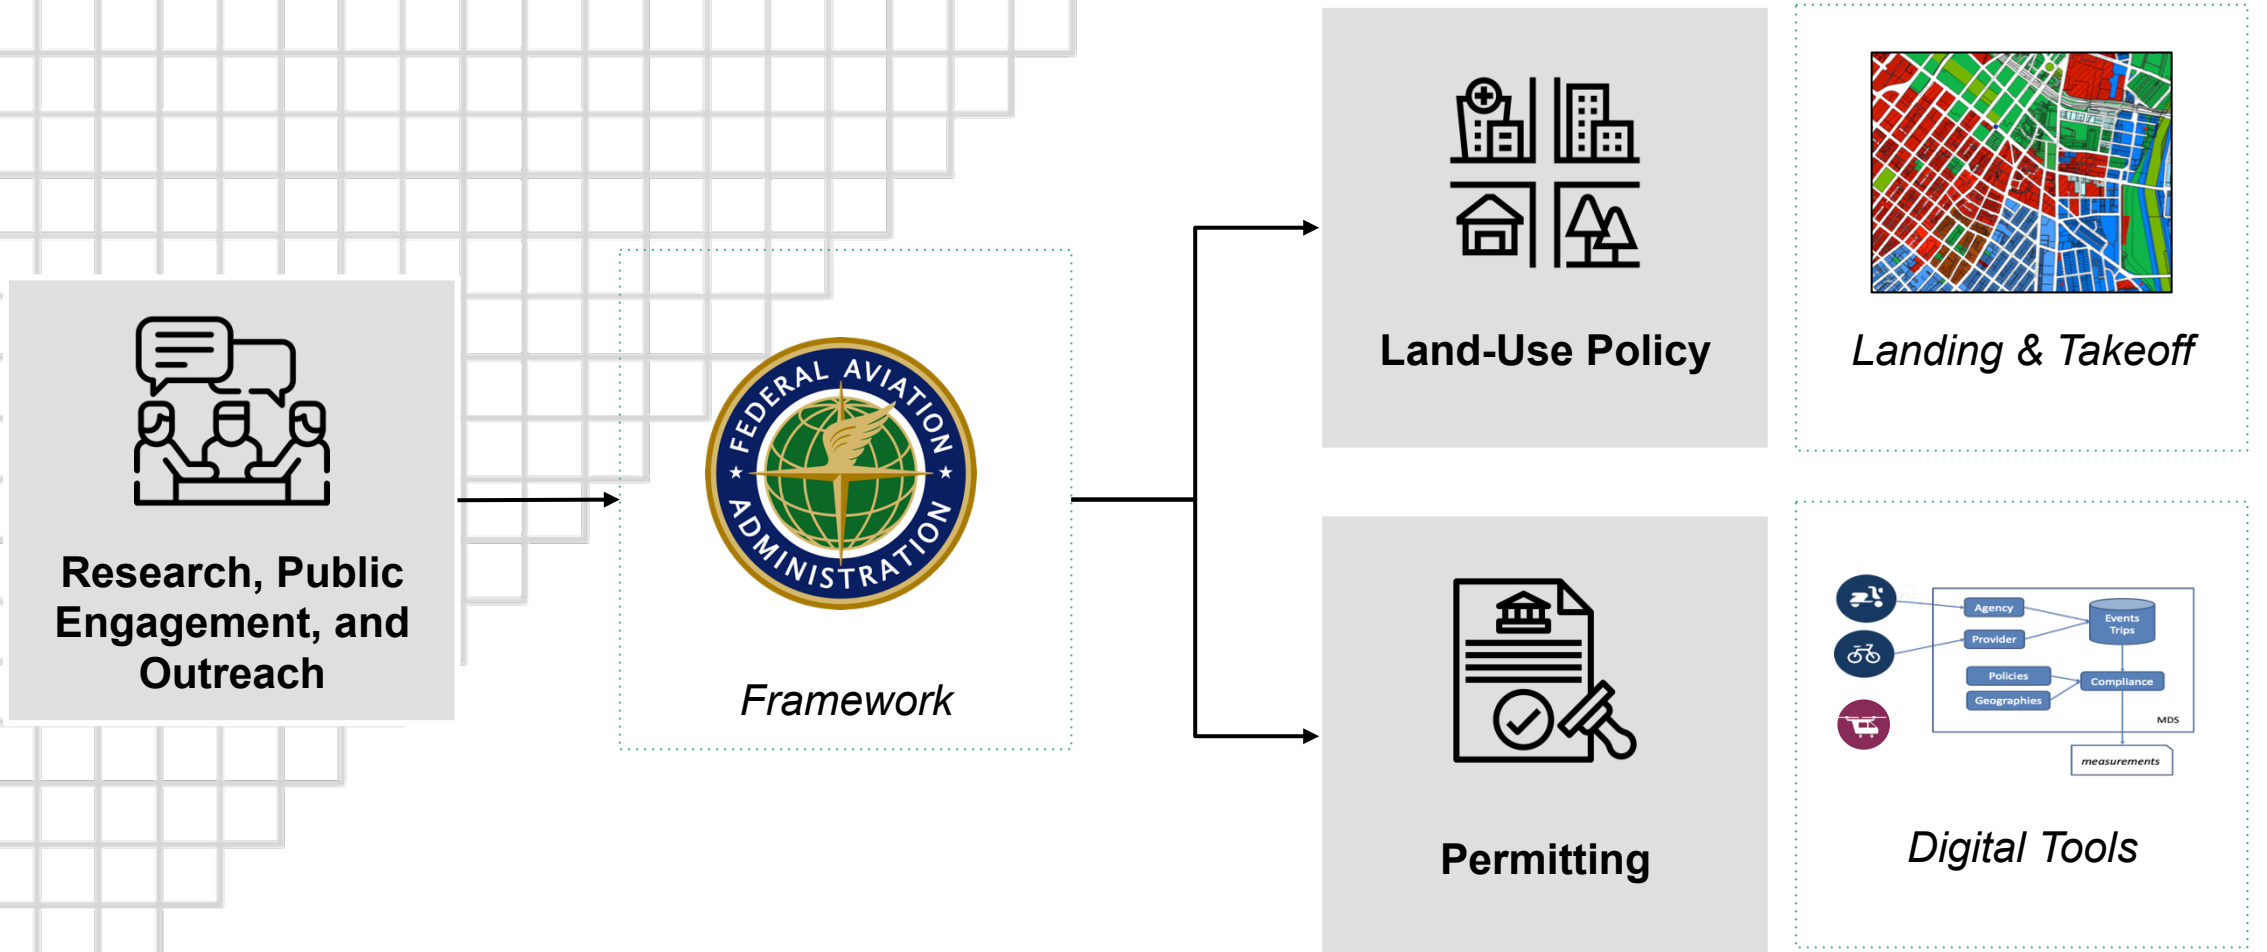 Research, Public
Engagement, and
Outreach
FEDERAL AVIATION
ADMINISTRATION
Framework
Land-Use Policy
Landing & Takeoff
Permitting
Agency
Provider
Events
Trips
Policies
Geographies
Compliance
MDS
measurements
Digital Tools